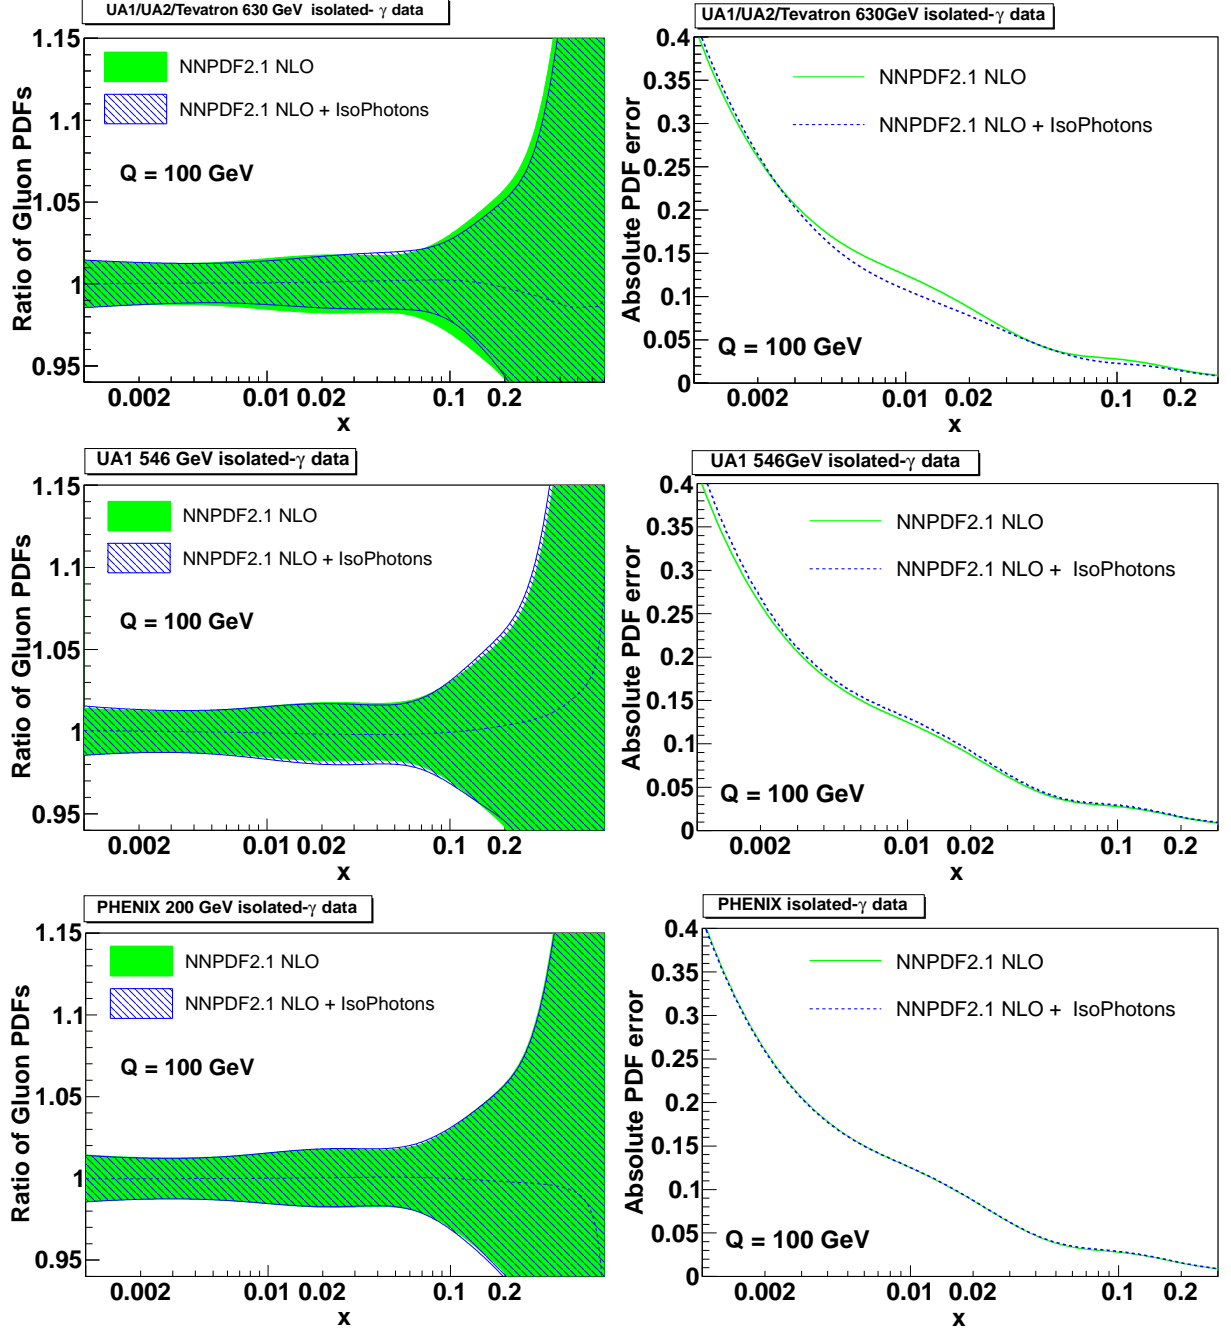 UA1/UA2/Tevatron 630 GeV isolated- γ data
Ratio of Gluon PDFs
1.15
1.1
1.05
1
0.95
NNPDF2.1 NLO
NNPDF2.1 NLO + IsoPhotons
Q = 100 GeV
0.002
0.01
0.02
0.1
0.2
x
UA1/UA2/Tevatron 630GeV isolated-γ data
Absolute PDF error
0.4
0.35
0.3
0.25
0.2
0.15
0.1
0.05
0
NNPDF2.1 NLO
NNPDF2.1 NLO + IsoPhotons
Q = 100 GeV
0.002
0.01
0.02
0.1
0.2
x
UA1 546 GeV isolated-γ data
Ratio of Gluon PDFs
1.15
1.1
1.05
1
0.95
NNPDF2.1 NLO
NNPDF2.1 NLO + IsoPhotons
Q = 100 GeV
0.002
0.01
0.02
0.1
0.2
x
UA1 546GeV isolated-γ data
Absolute PDF error
0.4
0.35
0.3
0.25
0.2
0.15
0.1
0.05
0
NNPDF2.1 NLO
NNPDF2.1 NLO + IsoPhotons
Q = 100 GeV
0.002
0.01
0.02
0.1
0.2
x
PHENIX 200 GeV isolated-γ data
Ratio of Gluon PDFs
1.15
1.1
1.05
1
0.95
NNPDF2.1 NLO
NNPDF2.1 NLO + IsoPhotons
Q = 100 GeV
0.002
0.01
0.02
0.1
0.2
x
PHENIX isolated-γ data
Absolute PDF error
0.4
0.35
0.3
0.25
0.2
0.15
0.1
0.05
0
NNPDF2.1 NLO
NNPDF2.1 NLO + IsoPhotons
Q = 100 GeV
0.002
0.01
0.02
0.1
0.2
x